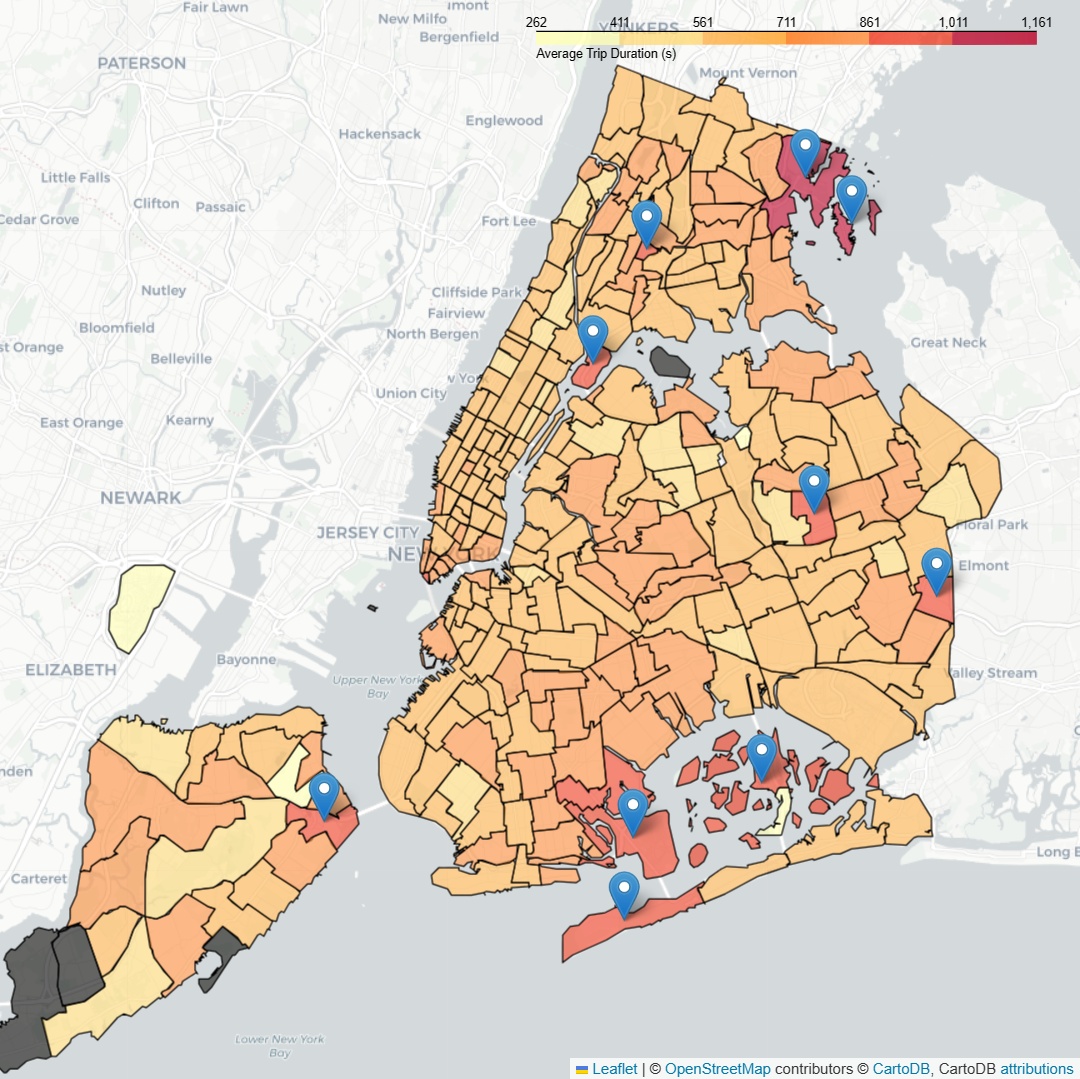 Fair Lawn
Jmont
New Milfo
Bergenfield
YONKERS
262 411 561 711 861 1,011 1,161
Average Trip Duration (s)
PATERSON
Mount Vernon
Englewood
Hackensack
Little Falls
Clifton
Passaic
Cedar Grove
Fort Lee
Nutley
Cliffside Park
Fairview
Bloomfield
North Bergen
st Orange
Belleville
Great Neck
w York
Union City
East Orange
Kearny
NEWARK
JERSEY CITY
NEW YORK
Floral Park
Elmont
ELIZABETH
Bayonne
Valley Stream
Upper New York
Bay
nden
Carteret
Long B
Lower New York
Bay
Leaflet | © OpenStreetMap contributors © CartoDB, CartoDB attributions